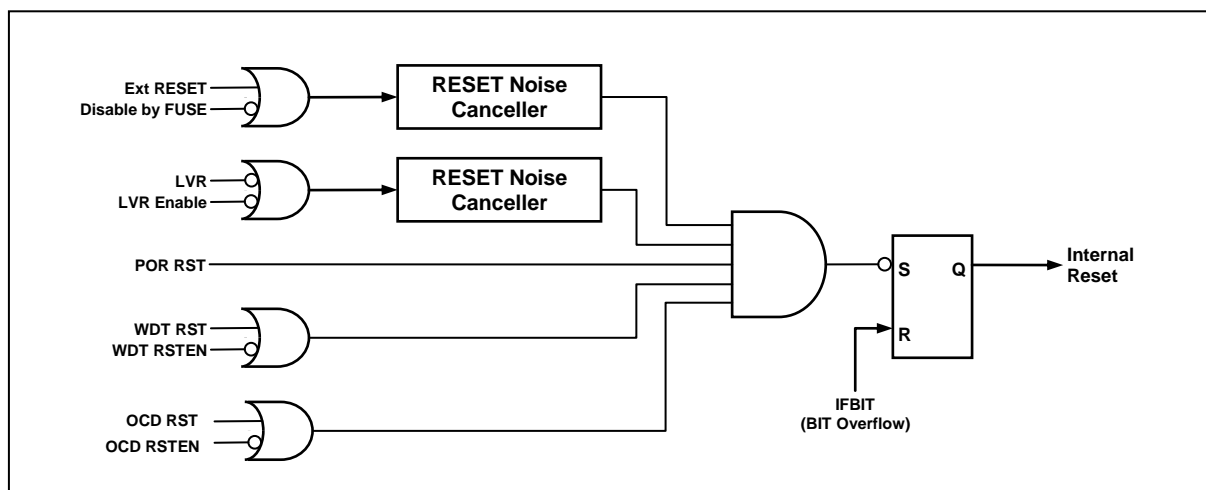 Ext RESET
Disable by FUSE
RESET Noise
Canceller
LVR
LVR Enable
RESET Noise
Canceller
POR RST
WDT RST
WDT RSTEN
OCD RST
OCD RSTEN
S
Q
R
Internal
Reset
IFBIT
(BIT Overflow)